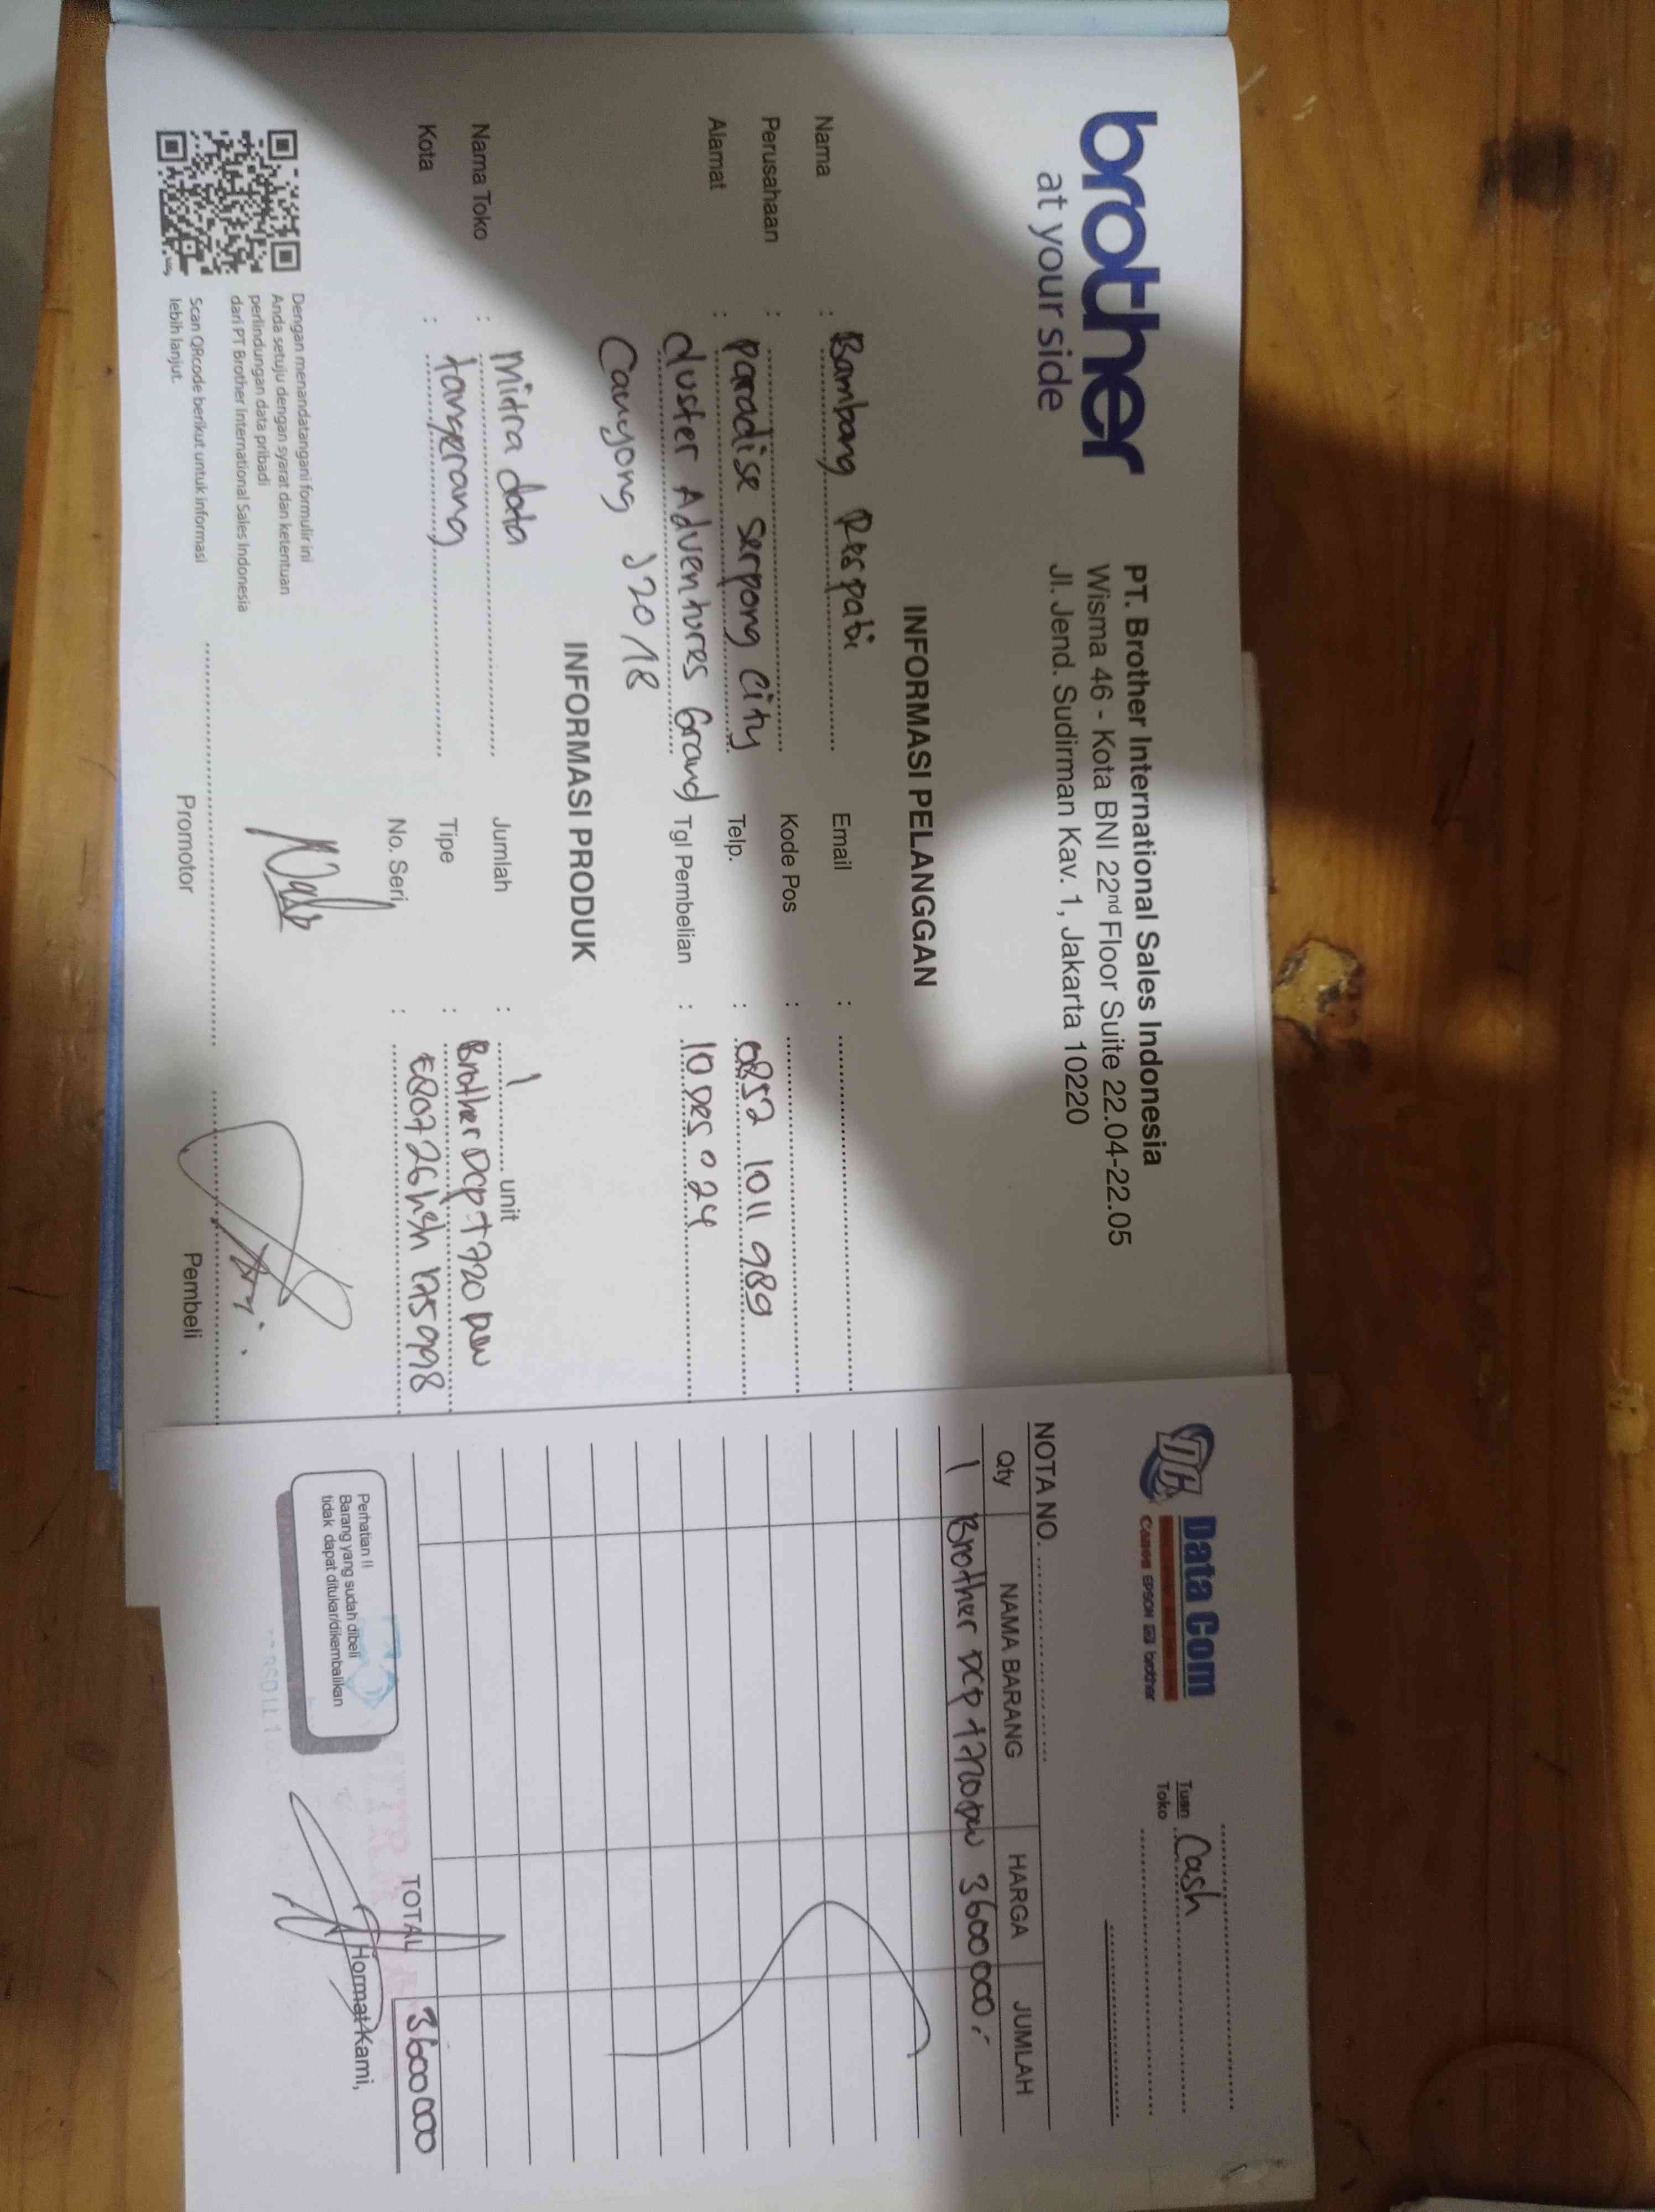 brother
at your side
PT. Brother International Sales Indonesia
Wisma 46 - Kota BNI 22nd Floor Suite 22.04-22.05
Jl. Jend. Sudirman Kav. 1, Jakarta 10220
INFORMASI PELANGGAN
Nama : Bambang Respati Email :
Perusahaan : Kode Pos :
Alamat : paradise serpong city Telp. : 0852 1011 989
cluster Adventures Grand Tgl Pembelian : 10 Des 024
Canyong J20/18
INFORMASI PRODUK
Nama Toko : Mitra data Jumlah : 1 unit
Kota : tangerang Tipe : Brother DCP T720 DW
No. Seri :
Dengan menandatangani formulir ini
Anda setuju dengan syarat dan ketentuan
perlindungan data pribadi
dari PT Brother International Sales Indonesia
Scan QRcode berikut untuk informasi
lebih lanjut.
Promotor Pembeli
Data Com
Canon EPSON brother
Tuan Cash
Toko
NOTA NO.
Qty NAMA BARANG HARGA JUMLAH
1 Brother DCP t720DW 3600000,-
TOTAL 3600000
Perhatian !!
Barang yang sudah dibeli
tidak dapat ditukar/dikembalikan
Hormat Kami,